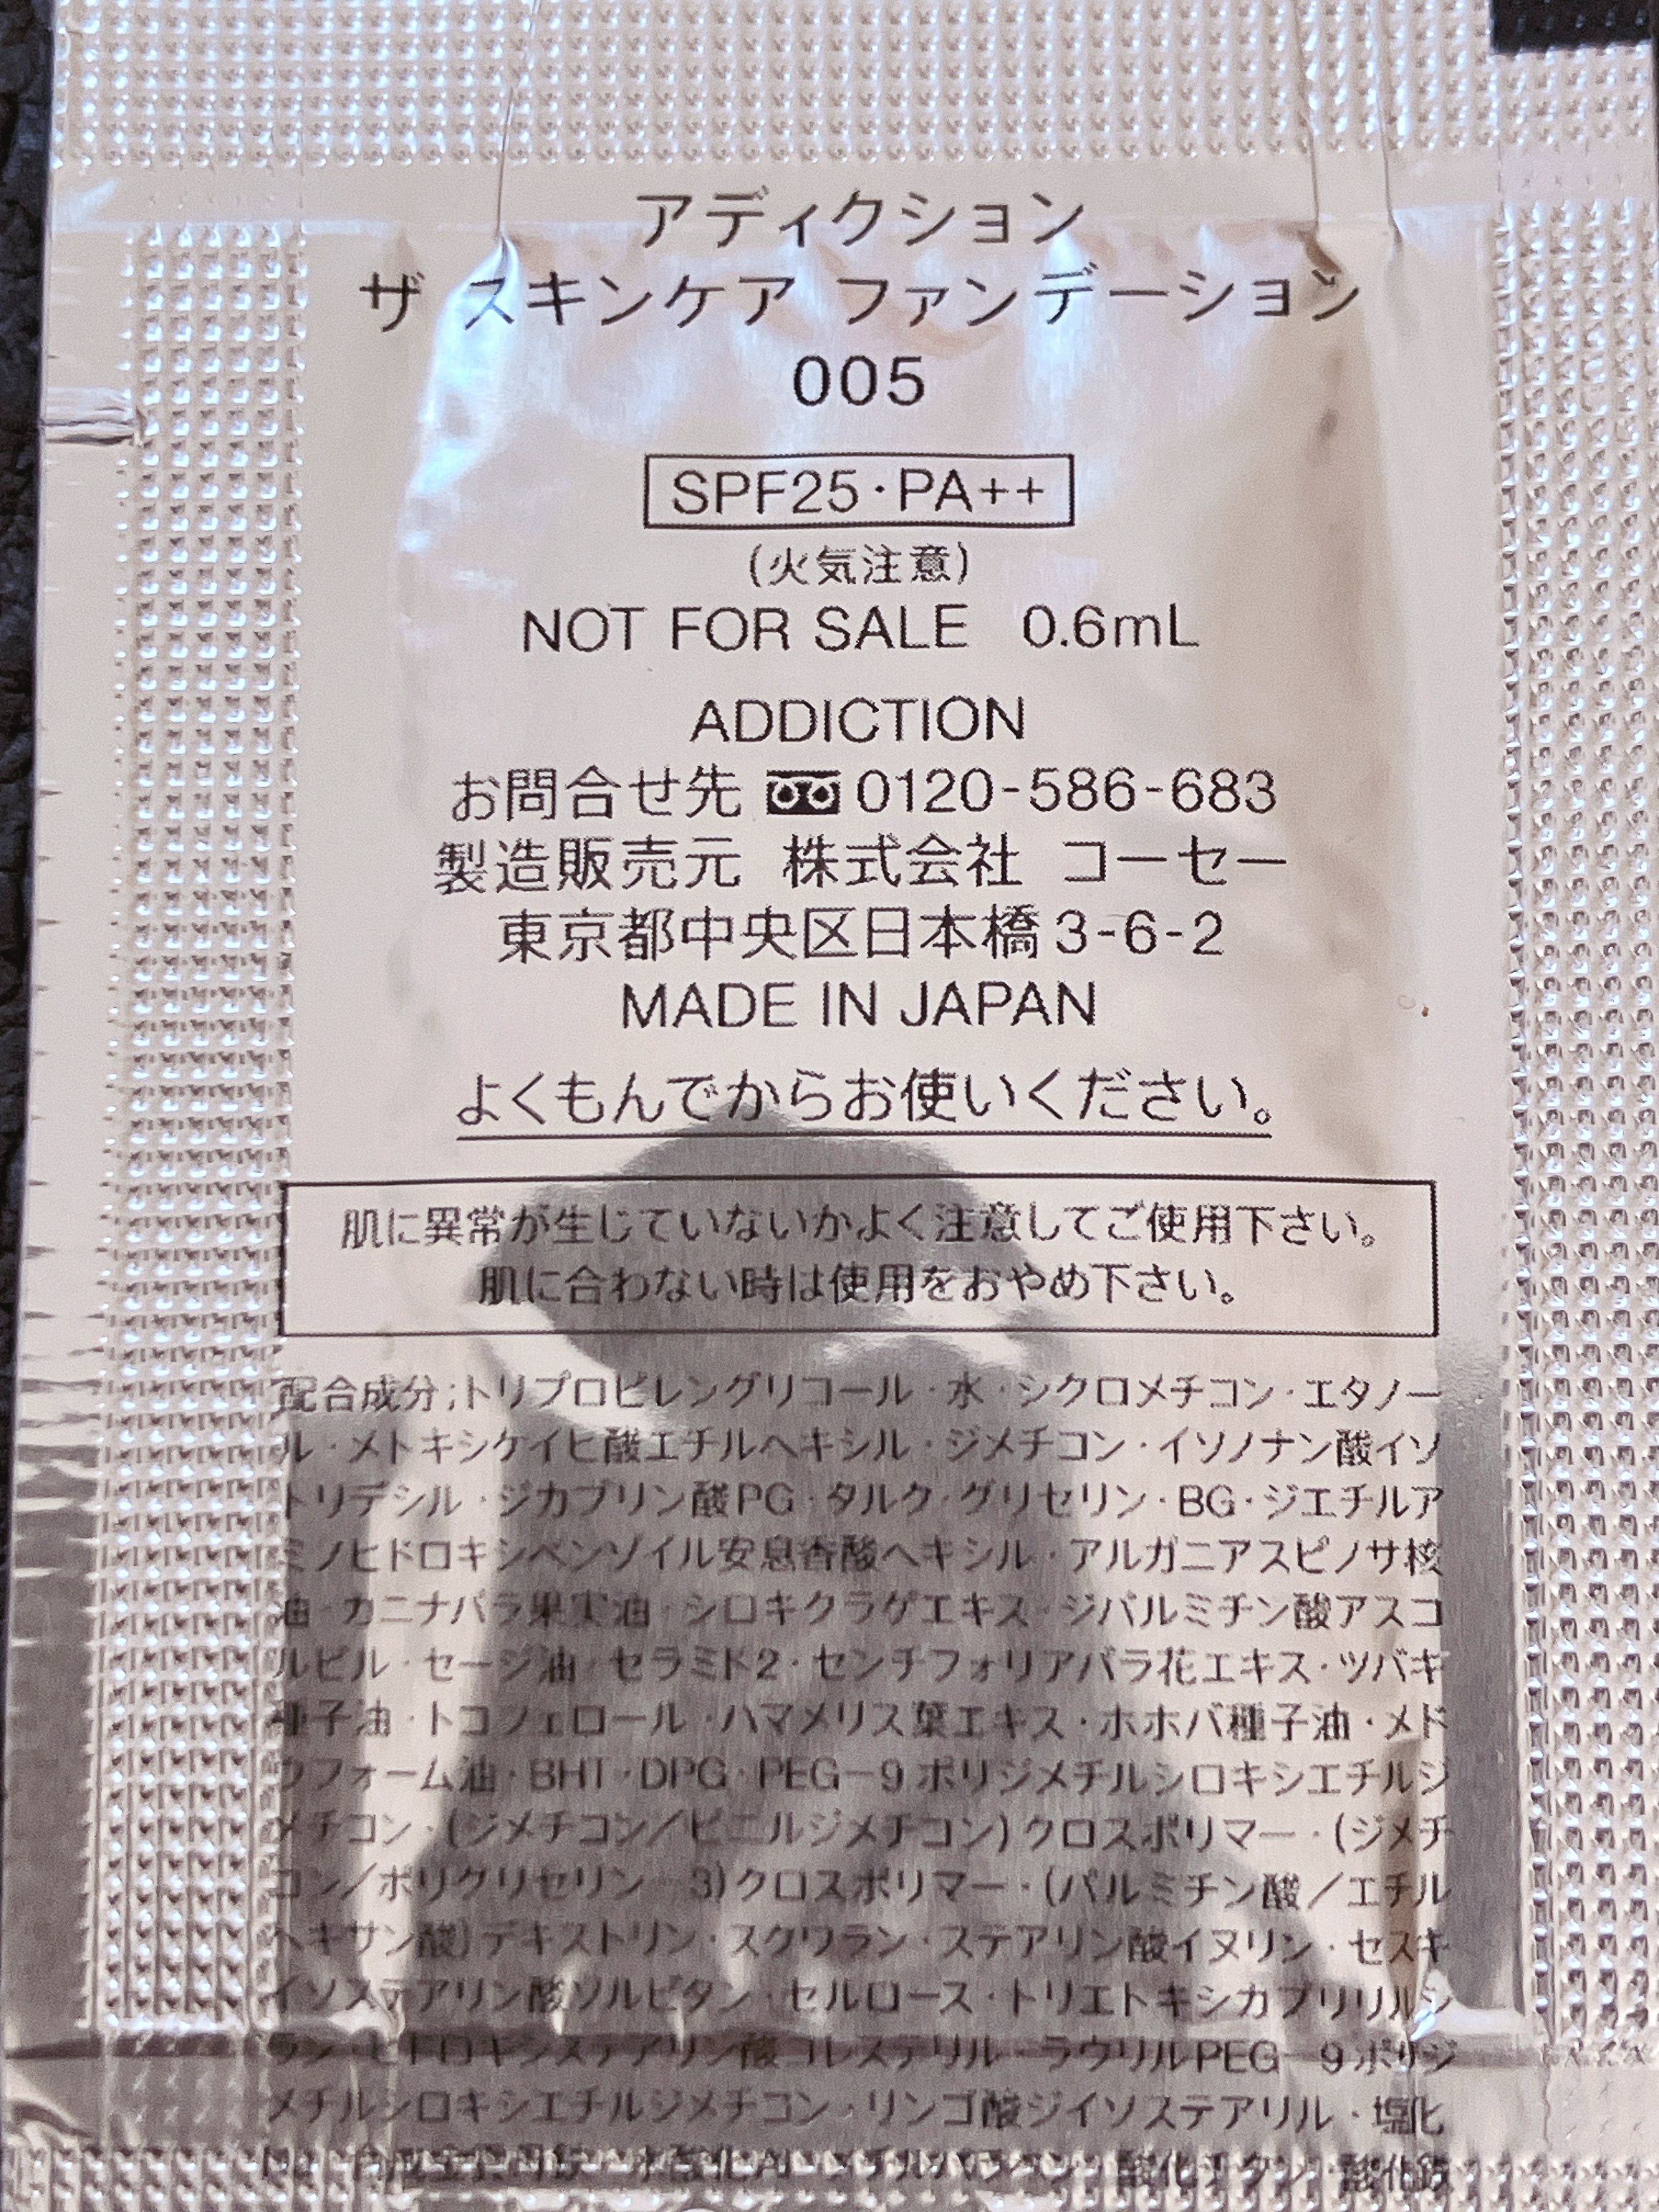 アディクション
ザ スキンケア ファンデーション
005
SPF25・PA++
(火気注意)
NOT FOR SALE 0.6mL
ADDICTION
お問合せ先 0120-586-683
製造販売元 株式会社 コーセー
東京都中央区日本橋3-6-2
MADE IN JAPAN
よくもんでからお使いください。
肌に異常が生じていないかよく注意してご使用下さい。
肌に合わない時は使用をおやめ下さい。
配合成分;トリプロピレングリコール・水・シクロメチコン・エタノー
ル・メトキシケイヒ酸エチルヘキシル・ジメチコン・イソノナン酸イソ
トリデシル・ジカプリン酸PG・タルク・グリセリン・BG・ジエチルア
ミノヒドロキシベンゾイル安息香酸ヘキシル・アルガニアスピノサ核
油・カニナバラ果実油・シロキクラゲエキス・ジパルミチン酸アスコ
ルビル・セージ油・セラミド2・センチフォリアバラ花エキス・ツバキ
種子油・トコフェロール・ハマメリス葉エキス・ホホバ種子油・メド
ウフォーム油・BHT・DPG・PEG－9ポリジメチルシロキシエチルジ
メチコン・(ジメチコン／ビニルジメチコン)クロスポリマー・(ジメチ
コン／ポリグリセリン－3)クロスポリマー・(パルミチン酸／エチル
ヘキサン酸)デキストリン・スクワラン・ステアリン酸イヌリン・セスキ
イソステアリン酸ソルビタン・セルロース・トリエトキシカプリリルシ
ラン・ヒドロキシステアリン酸コレステリル・ラウリルPEG－9ポリジ
メチルシロキシエチルジメチコン・リンゴ酸ジイソステアリル・塩化
酸化チタン・酸化鉄